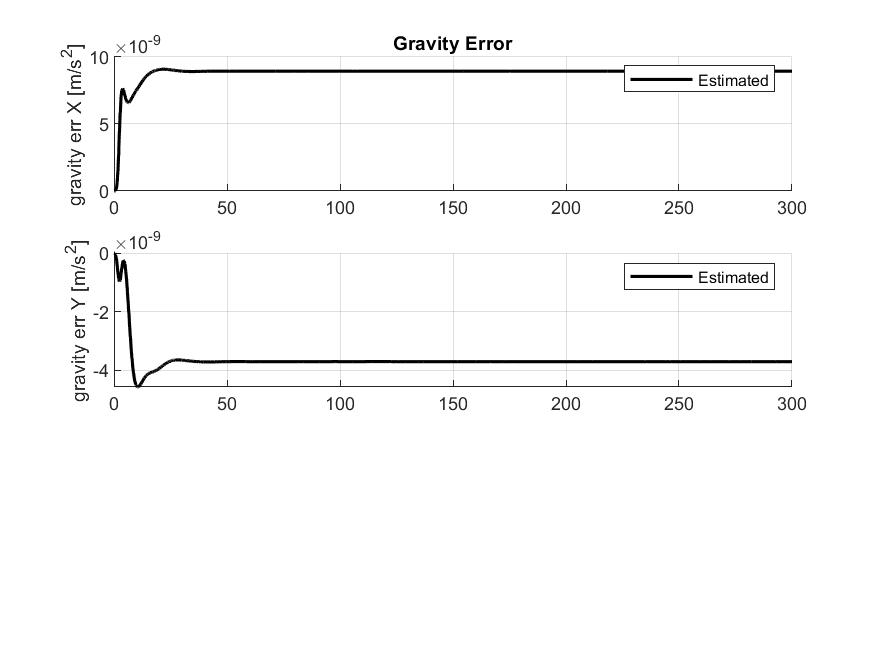 Gravity Error
×10⁻⁹
gravity err X [m/s²]
10
5
0
Estimated
0 50 100 150 200 250 300
×10⁻⁹
gravity err Y [m/s²]
0
-2
-4
Estimated
0 50 100 150 200 250 300